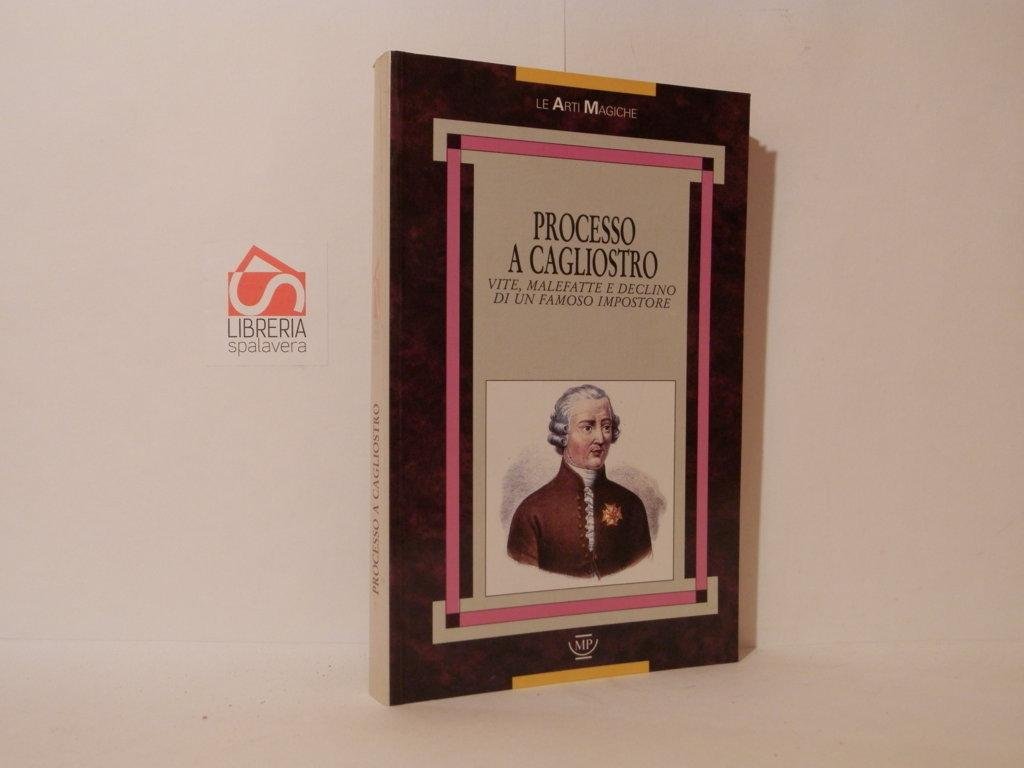 LE ARTI MAGICHE
PROCESSO
A CAGLIOSTRO
VITE, MALEFATTE E DECLINO
DI UN FAMOSO IMPOSTORE
MP
PROCESSO A CAGLIOSTRO
LIBRERIA
spalavera